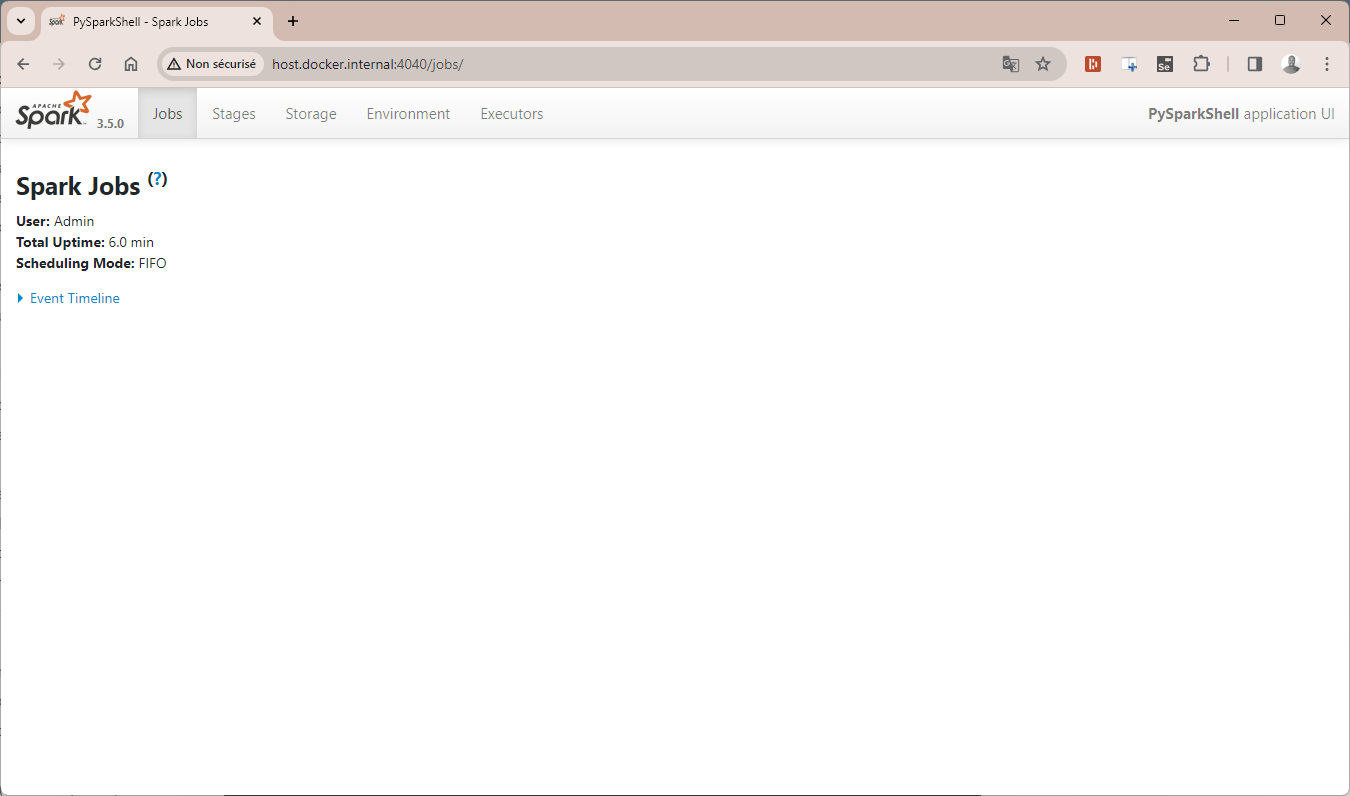 PySparkShell - Spark Jobs
Non sécurisé host.docker.internal:4040/jobs/
APACHE Spark 3.5.0 Jobs Stages Storage Environment Executors PySparkShell application UI
Spark Jobs (?)
User: Admin
Total Uptime: 6.0 min
Scheduling Mode: FIFO
Event Timeline